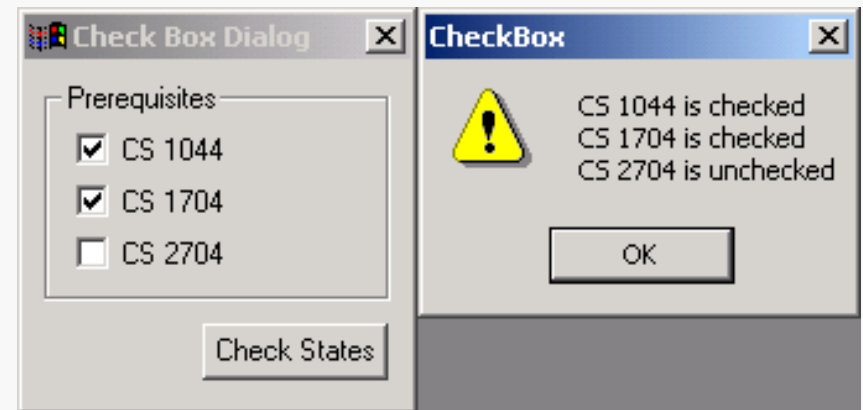 Check Box Dialog
Prerequisites
CS 1044
CS 1704
CS 2704
Check States
CheckBox
CS 1044 is checked
CS 1704 is checked
CS 2704 is unchecked
OK